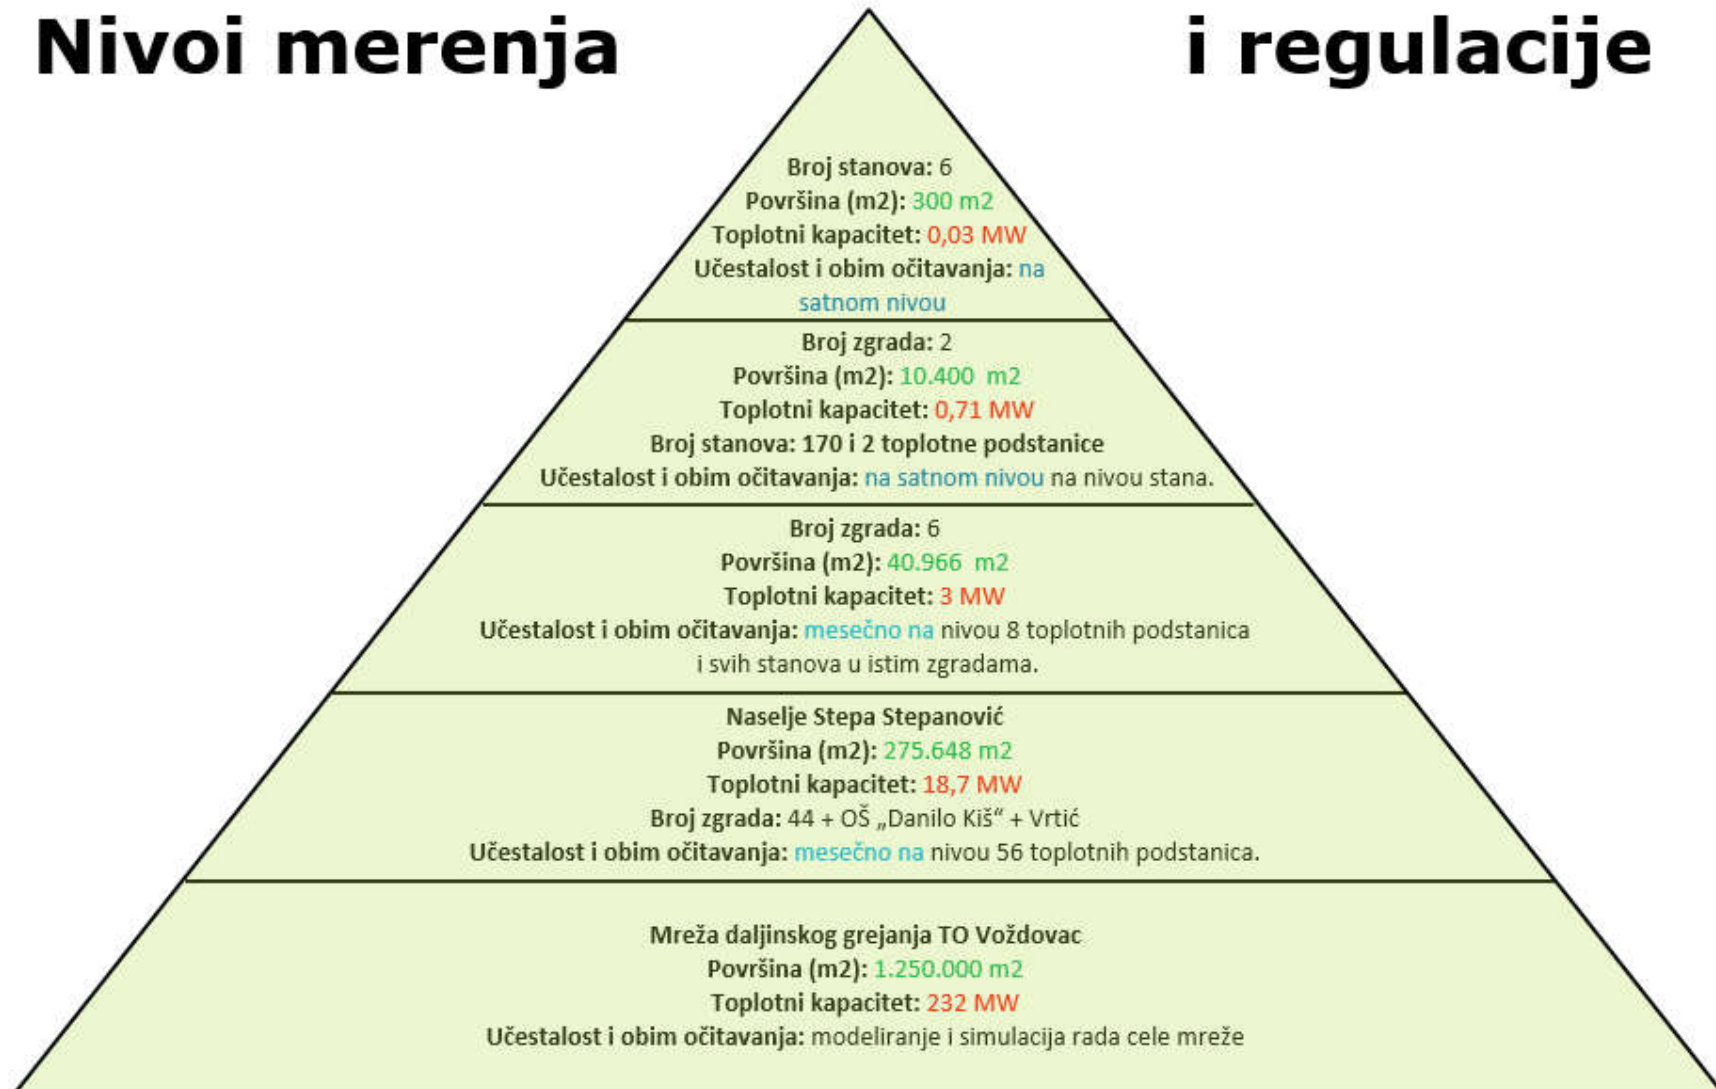 Nivoi merenja i regulacije
Broj stanova: 6
Površina (m2): 300 m2
Toplotni kapacitet: 0,03 MW
Učestalost i obim očitavanja: na
satnom nivou
Broj zgrada: 2
Površina (m2): 10.400 m2
Toplotni kapacitet: 0,71 MW
Broj stanova: 170 i 2 toplotne podstanice
Učestalost i obim očitavanja: na satnom nivou na nivou stana.
Broj zgrada: 6
Površina (m2): 40.966 m2
Toplotni kapacitet: 3 MW
Učestalost i obim očitavanja: mesečno na nivou 8 toplotnih podstanica
i svih stanova u istim zgradama.
Naselje Stepa Stepanović
Površina (m2): 275.648 m2
Toplotni kapacitet: 18,7 MW
Broj zgrada: 44 + OŠ „Danilo Kiš“ + Vrtić
Učestalost i obim očitavanja: mesečno na nivou 56 toplotnih podstanica.
Mreža daljinskog grejanja TO Voždovac
Površina (m2): 1.250.000 m2
Toplotni kapacitet: 232 MW
Učestalost i obim očitavanja: modeliranje i simulacija rada cele mreže